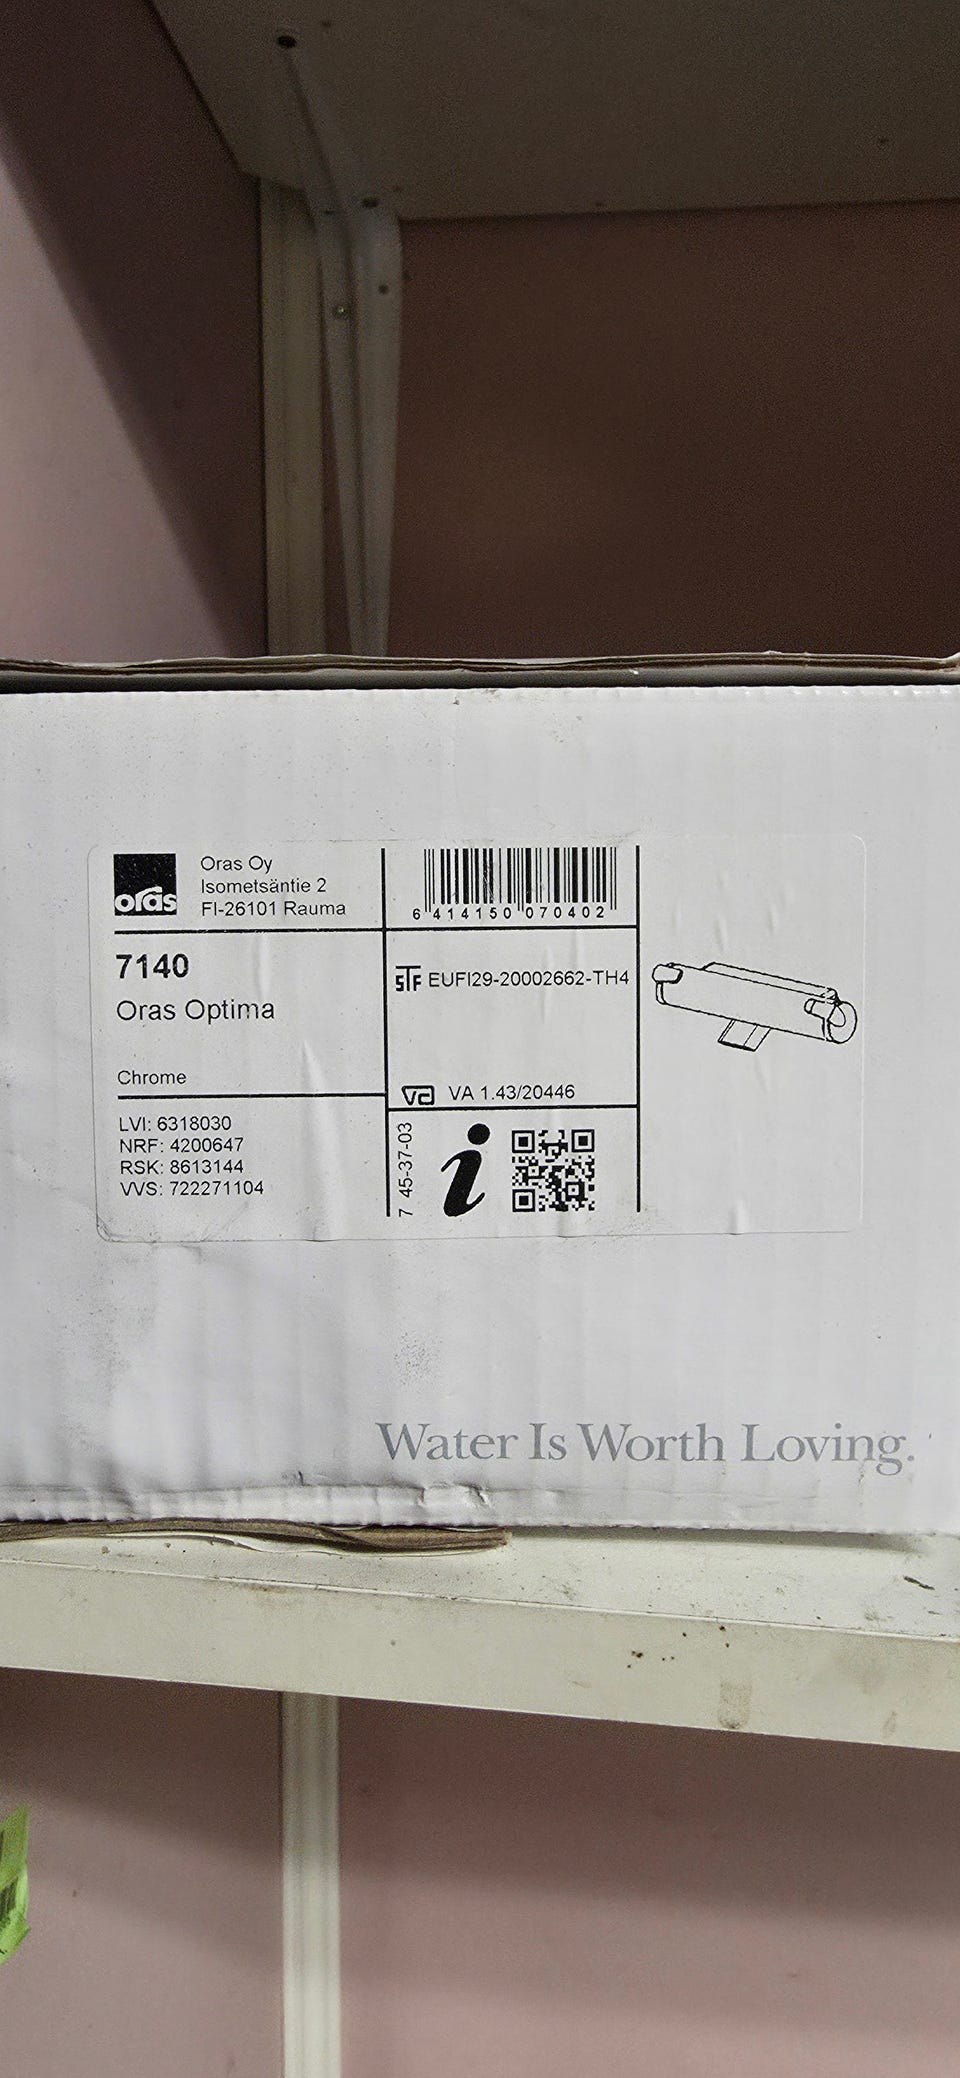 oras
Oras Oy
Isometsäntie 2
FI-26101 Rauma
7140
Oras Optima
Chrome
LVI: 6318030
NRF: 4200647
RSK: 8613144
VVS: 722271104
6 414150 070402
STF EUFI29-20002662-TH4
va VA 1.43/20446
7 45-37-03
i
Water Is Worth Loving.